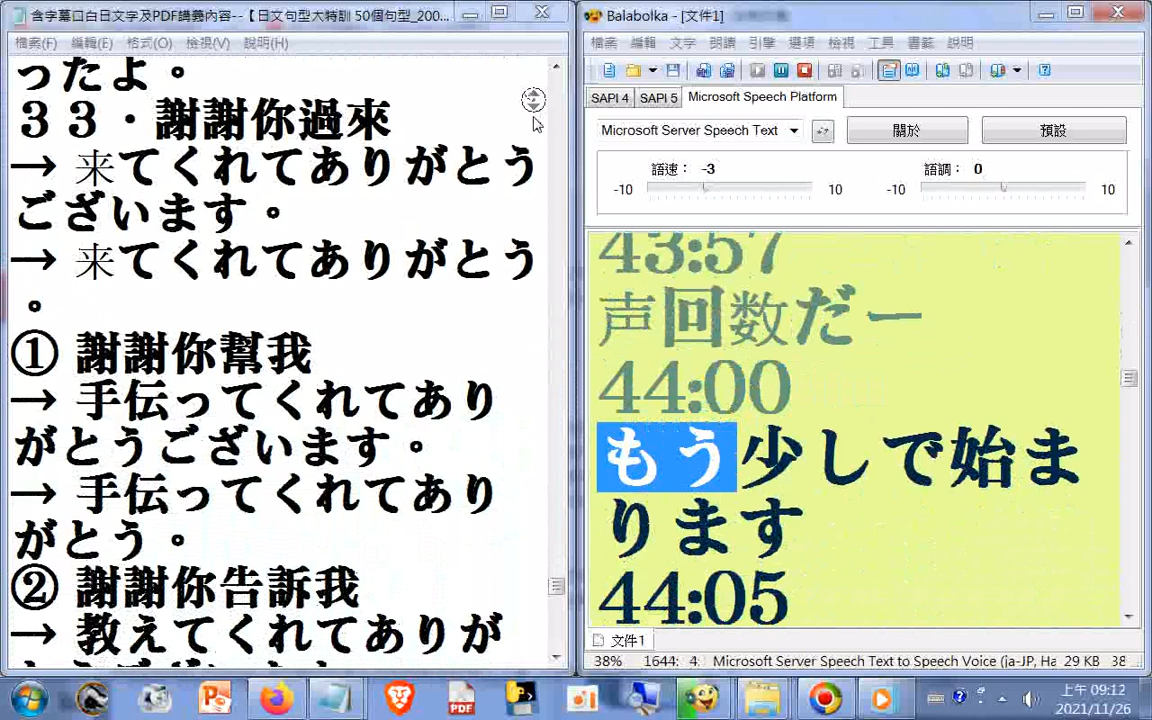 含字幕口白日文字及PDF講義內容--【日文句型大特訓 50個句型_200...
檔案(F) 編輯(E) 格式(O) 檢視(V) 說明(H)
ったよ。
３３．謝謝你過來
→ 来てくれてありがとう
ございます。
→ 来てくれてありがとう
。
① 謝謝你幫我
→ 手伝ってくれてあり
がとうございます。
→ 手伝ってくれてあり
がとう。
② 謝謝你告訴我
→ 教えてくれてありが
Balabolka - [文件1]
檔案 編輯 文字 朗讀 引擎 選項 檢視 工具 書籤 說明
SAPI 4 SAPI 5 Microsoft Speech Platform
Microsoft Server Speech Text 關於 預設
語速： -3 語調： 0
-10 10 -10 10
43:57
声回数だー
44:00
もう少しで始ま
ります
44:05
文件1
38% 1644: 4: Microsoft Server Speech Text to Speech Voice (ja-JP, Ha 29 KB 38
PDF
上午 09:12
2021/11/26